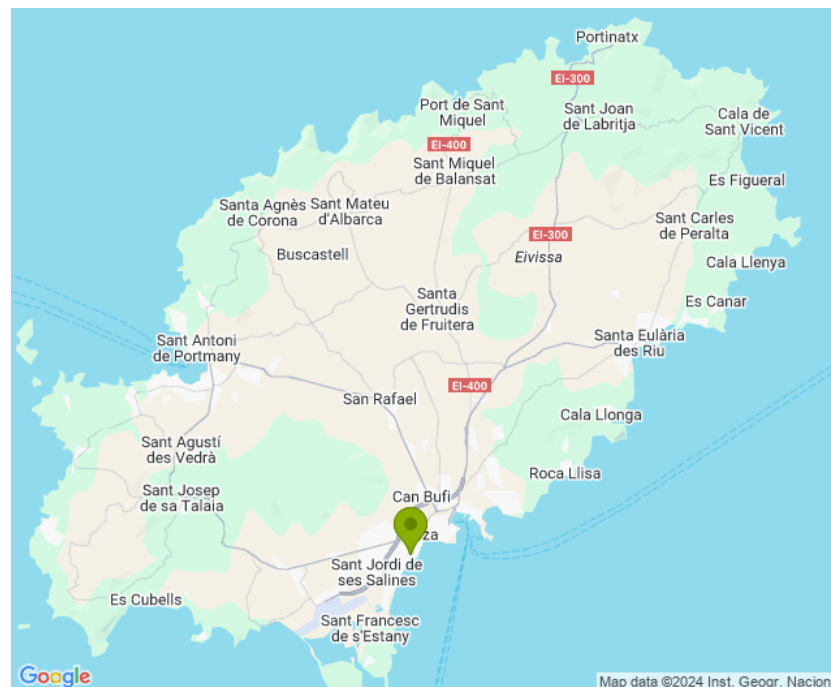 Portinatx
EI-300
Port de Sant
Miquel
Sant Joan
de Labritja
Cala de
Sant Vicent
EI-400
Sant Miquel
de Balansat
Es Figueral
Santa Agnès
de Corona
Sant Mateu
d'Albarca
Sant Carles
de Peralta
EI-300
Buscastell
Eivissa
Cala Llenya
Santa
Gertrudis
de Fruitera
Es Canar
Sant Antoni
de Portmany
Santa Eulària
des Riu
EI-400
San Rafael
Cala Llonga
Sant Agustí
des Vedrà
Roca Llisa
Sant Josep
de sa Talaia
Can Bufi
za
Sant Jordi de
ses Salines
Es Cubells
Sant Francesc
de s'Estany
Google
Map data ©2024 Inst. Geogr. Nacion